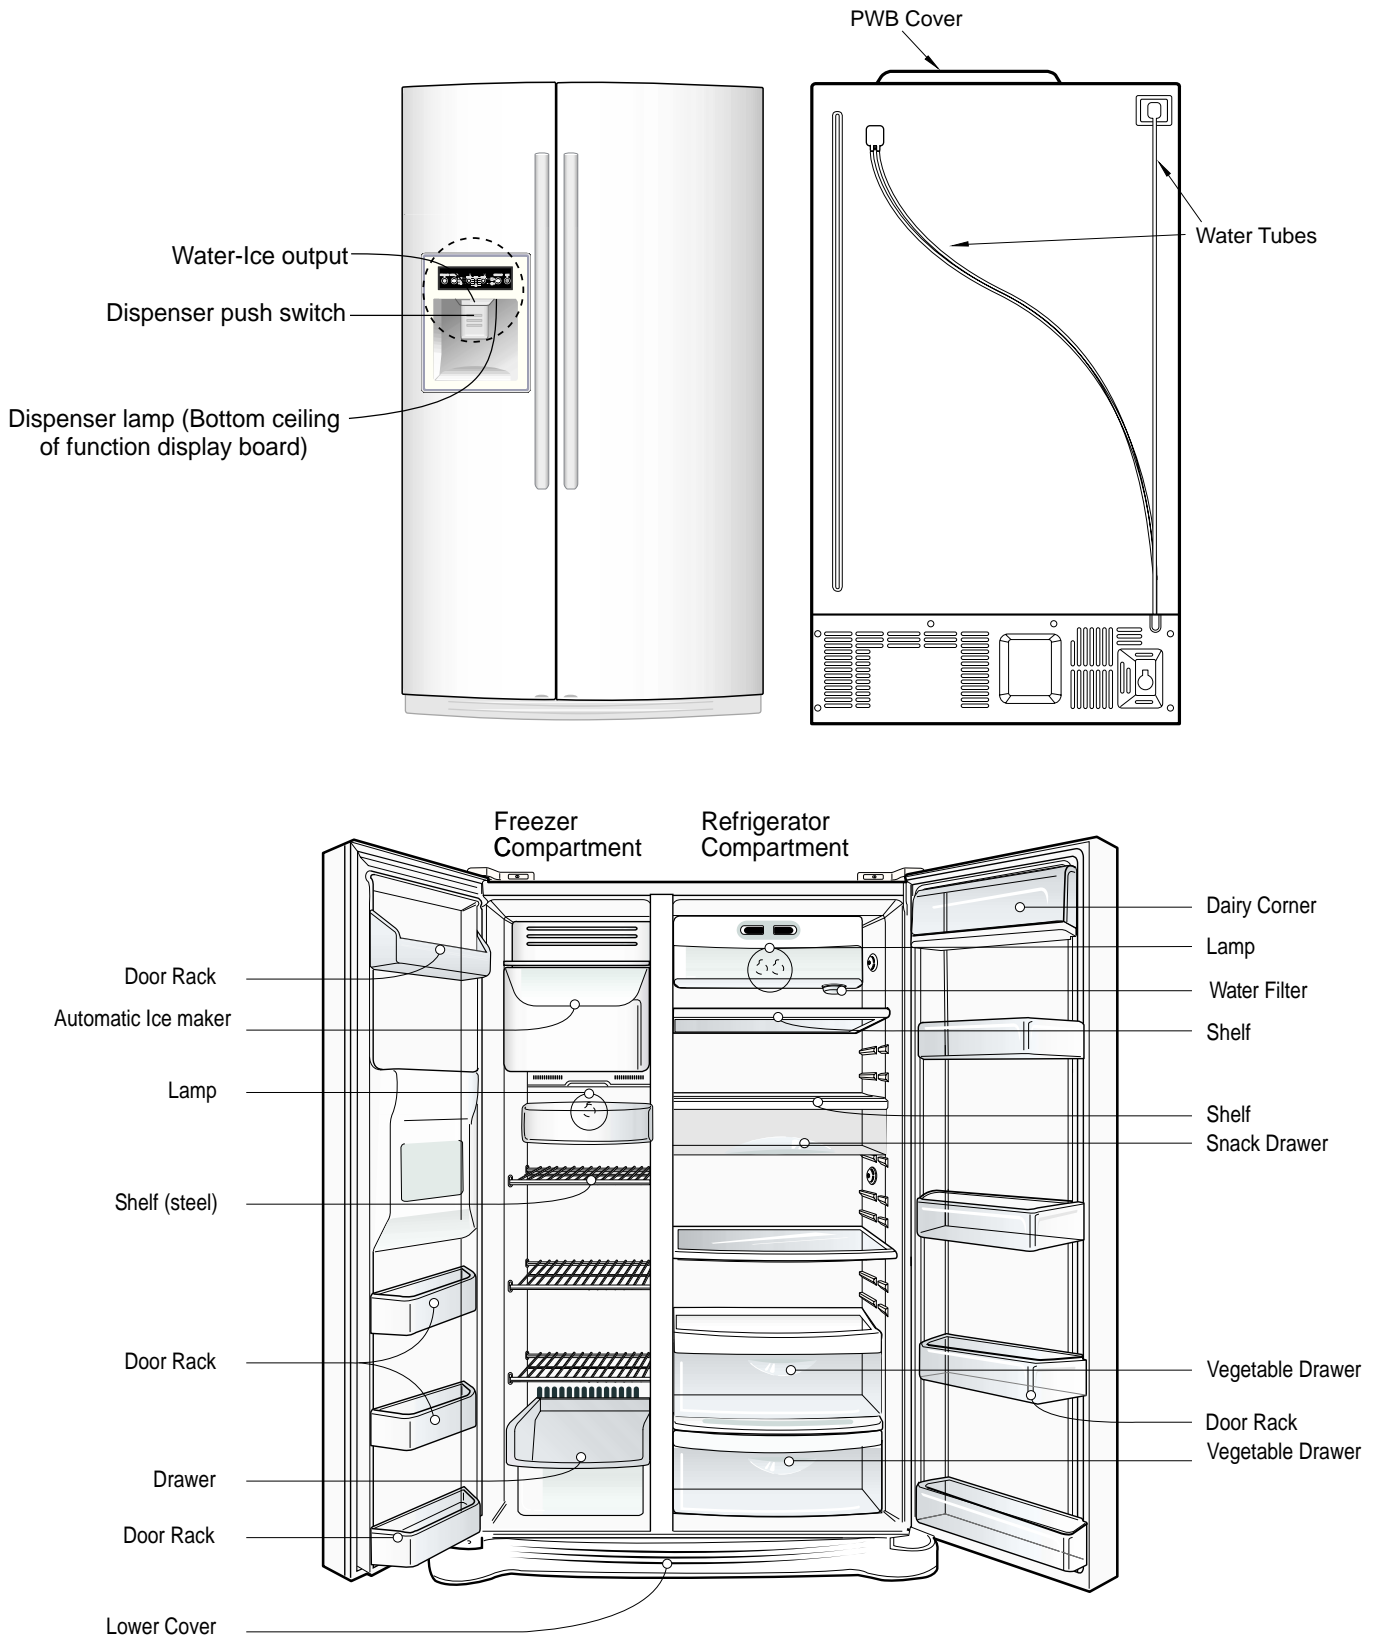 PWB Cover
Water Tubes
Water-Ice output
Dispenser push switch
Dispenser lamp (Bottom ceiling
of function display board)
Freezer
Compartment
Refrigerator
Compartment
Door Rack
Automatic Ice maker
Lamp
Shelf (steel)
Door Rack
Drawer
Door Rack
Lower Cover
Dairy Corner
Lamp
Water Filter
Shelf
Shelf
Snack Drawer
Vegetable Drawer
Door Rack
Vegetable Drawer